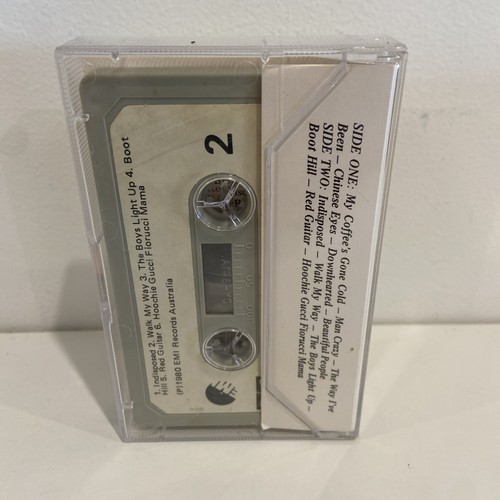 SIDE ONE: My Coffee's Gone Cold – Man Crazy – The Way I've
Been – Chinese Eyes – Downhearted – Beautiful People
SIDE TWO: Indisposed – Walk My Way – The Boys Light Up –
Boot Hill – Red Guitar – Hoochie Gucci Fiorucci Mama
2
1. Indisposed 2. Walk My Way 3. The Boys Light Up 4. Boot
Hill 5. Red Guitar 6. Hoochie Gucci Fiorucci Mama
(P)1980 EMI Records Australia
0 50 100